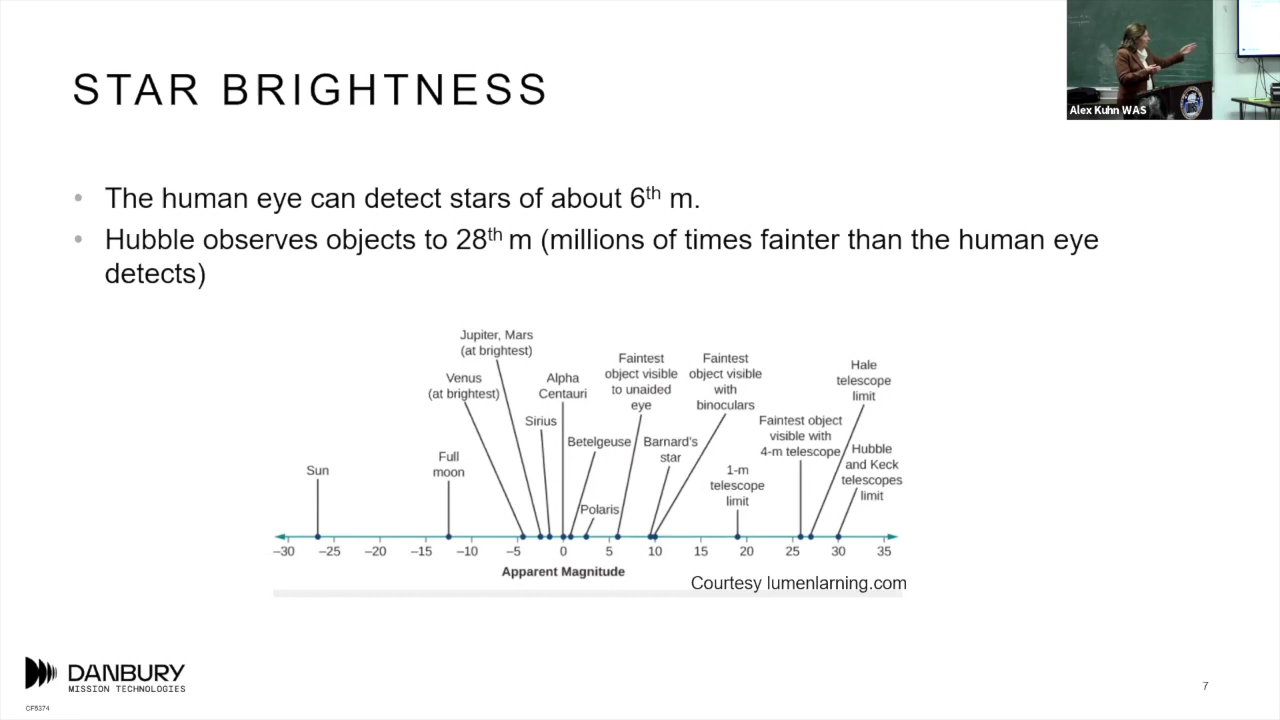 STAR BRIGHTNESS
Alex Kuhn WAS
• The human eye can detect stars of about 6th m.
• Hubble observes objects to 28th m (millions of times fainter than the human eye
detects)
Jupiter, Mars
(at brightest)
Venus
(at brightest)
Alpha
Centauri
Faintest
object visible
to unaided
eye
Faintest
object visible
with
binoculars
Hale
telescope
limit
Sirius
Betelgeuse
Barnard's
star
Faintest object
visible with
4-m telescope
Hubble
and Keck
telescopes
limit
Sun
Full
moon
1-m
telescope
limit
Polaris
–30 –25 –20 –15 –10 –5 0 5 10 15 20 25 30 35
Apparent Magnitude
Courtesy lumenlarning.com
DANBURY
MISSION TECHNOLOGIES
CF5374
7